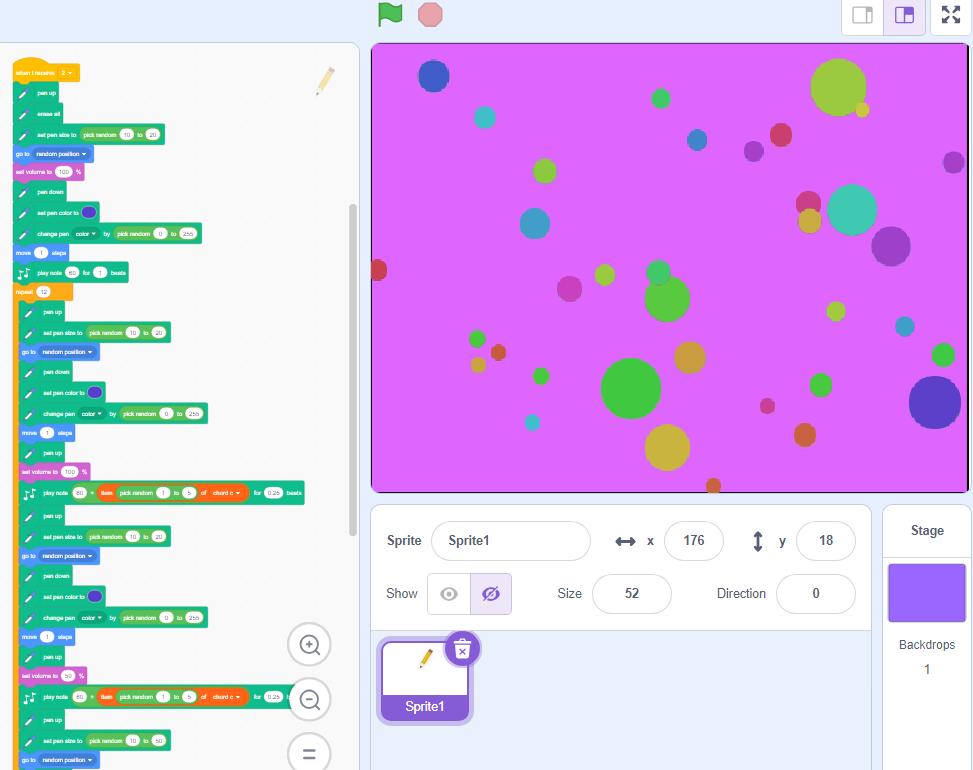 when I receive 2
pen up
erase all
set pen size to pick random 10 to 20
go to random position
set volume to 100 %
pen down
set pen color to
change pen color by pick random 0 to 255
move 1 steps
play note 60 for 1 beats
repeat 12
pen up
set pen size to pick random 10 to 20
go to random position
pen down
set pen color to
change pen color by pick random 0 to 255
move 1 steps
pen up
set volume to 100 %
play note 60 + item pick random 1 to 5 of chord c for 0.25 beats
pen up
set pen size to pick random 10 to 20
go to random position
pen down
set pen color to
change pen color by pick random 0 to 255
move 1 steps
pen up
set volume to 50 %
play note 60 + item pick random 1 to 5 of chord c for 0.25
pen up
set pen size to pick random 10 to 50
go to random position
Sprite Sprite1 x 176 y 18
Show Size 52 Direction 0
Sprite1
Stage
Backdrops
1